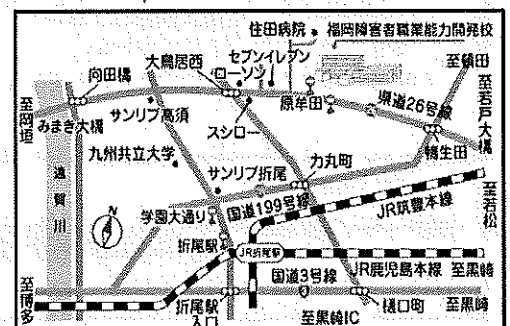 住田病院
福岡障害者職業能力開発校
セブンイレブン
ローソン
大鳥居西
向田橋
至頓田
至岡垣
みまき大橋
サンリブ高須
スシロー
原牟田
県道26号線
至若戸大橋
九州共立大学
サンリブ折尾
力丸町
鴨生田
遠賀川
N
学園大通り
国道199号線
至若松
折尾駅
JR筑豊本線
JR折尾駅
JR鹿児島本線
至黒崎
至博多
折尾駅入口
国道3号線
3
樋口町
至黒崎
至黒崎IC